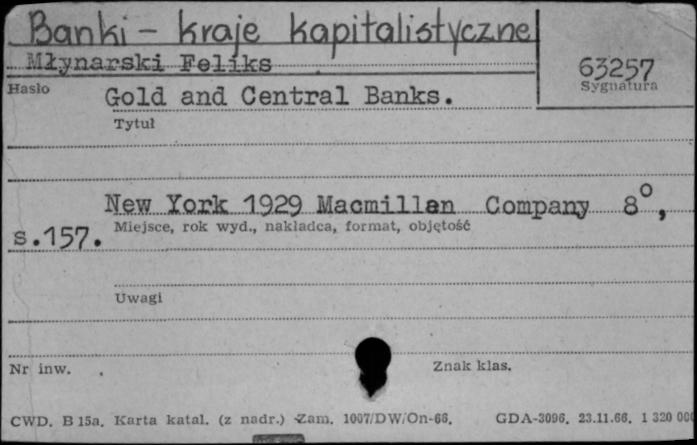 Banki - kraje kapitalistyczne
Młynarski Feliks
63257
Hasło
Sygnatura
Gold and Central Banks.
Tytuł
New York 1929 Macmillan Company 8°,
Miejsce, rok wyd., nakładca, format, objętość
s.157.
Uwagi
Nr inw.
Znak klas.
CWD. B 15a. Karta katal. (z nadr.) Zam. 1007/DW/On-66. GDA-3096. 23.11.66. 1 320 000